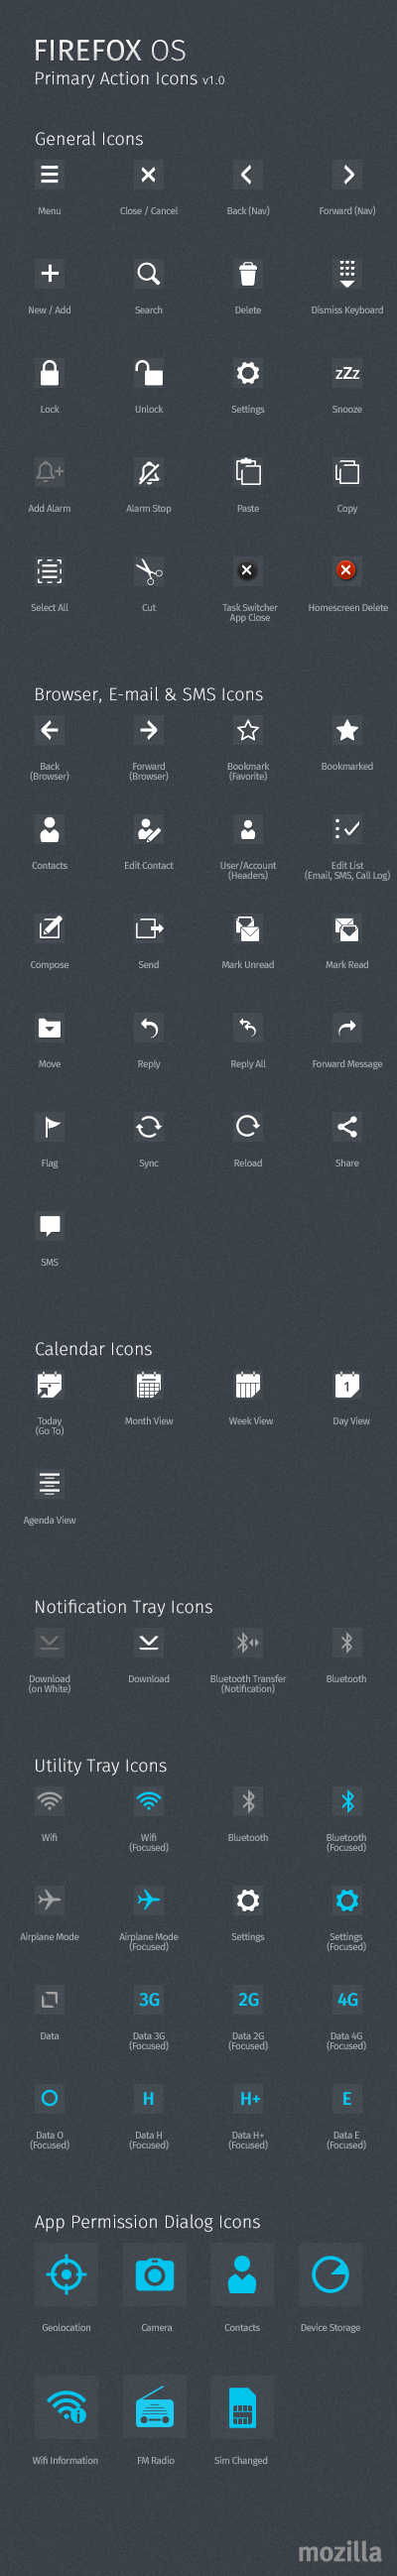 FIREFOX OS
Primary Action Icons v1.0
General Icons
Menu
Close / Cancel
Back (Nav)
Forward (Nav)
New / Add
Search
Delete
Dismiss Keyboard
Lock
Unlock
Settings
zZz
Snooze
Add Alarm
Alarm Stop
Paste
Copy
Select All
Cut
Task Switcher
App Close
Homescreen Delete
Browser, E-mail & SMS Icons
Back
(Browser)
Forward
(Browser)
Bookmark
(Favorite)
Bookmarked
Contacts
Edit Contact
User/Account
(Headers)
Edit List
(Email, SMS, Call Log)
Compose
Send
Mark Unread
Mark Read
Move
Reply
Reply All
Forward Message
Flag
Sync
Reload
Share
SMS
Calendar Icons
Today
(Go To)
Month View
Week View
1
Day View
Agenda View
Notification Tray Icons
Download
(on White)
Download
Bluetooth Transfer
(Notification)
Bluetooth
Utility Tray Icons
Wifi
Wifi
(Focused)
Bluetooth
Bluetooth
(Focused)
Airplane Mode
Airplane Mode
(Focused)
Settings
Settings
(Focused)
Data
3G
Data 3G
(Focused)
2G
Data 2G
(Focused)
4G
Data 4G
(Focused)
Data O
(Focused)
H
Data H
(Focused)
H+
Data H+
(Focused)
E
Data E
(Focused)
App Permission Dialog Icons
Geolocation
Camera
Contacts
Device Storage
i
Wifi Information
FM Radio
Sim Changed
mozilla